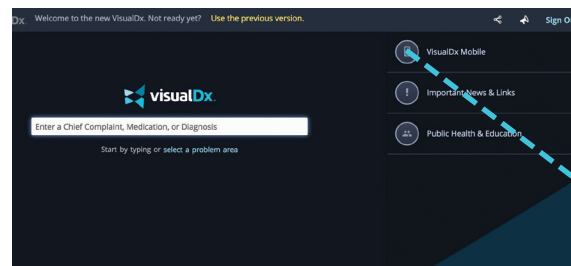 Dx Welcome to the new VisualDx. Not ready yet? Use the previous version.
Sign O
VisualDx Mobile
Important News & Links
Public Health & Education
visualDx.
Enter a Chief Complaint, Medication, or Diagnosis
Start by typing or select a problem area